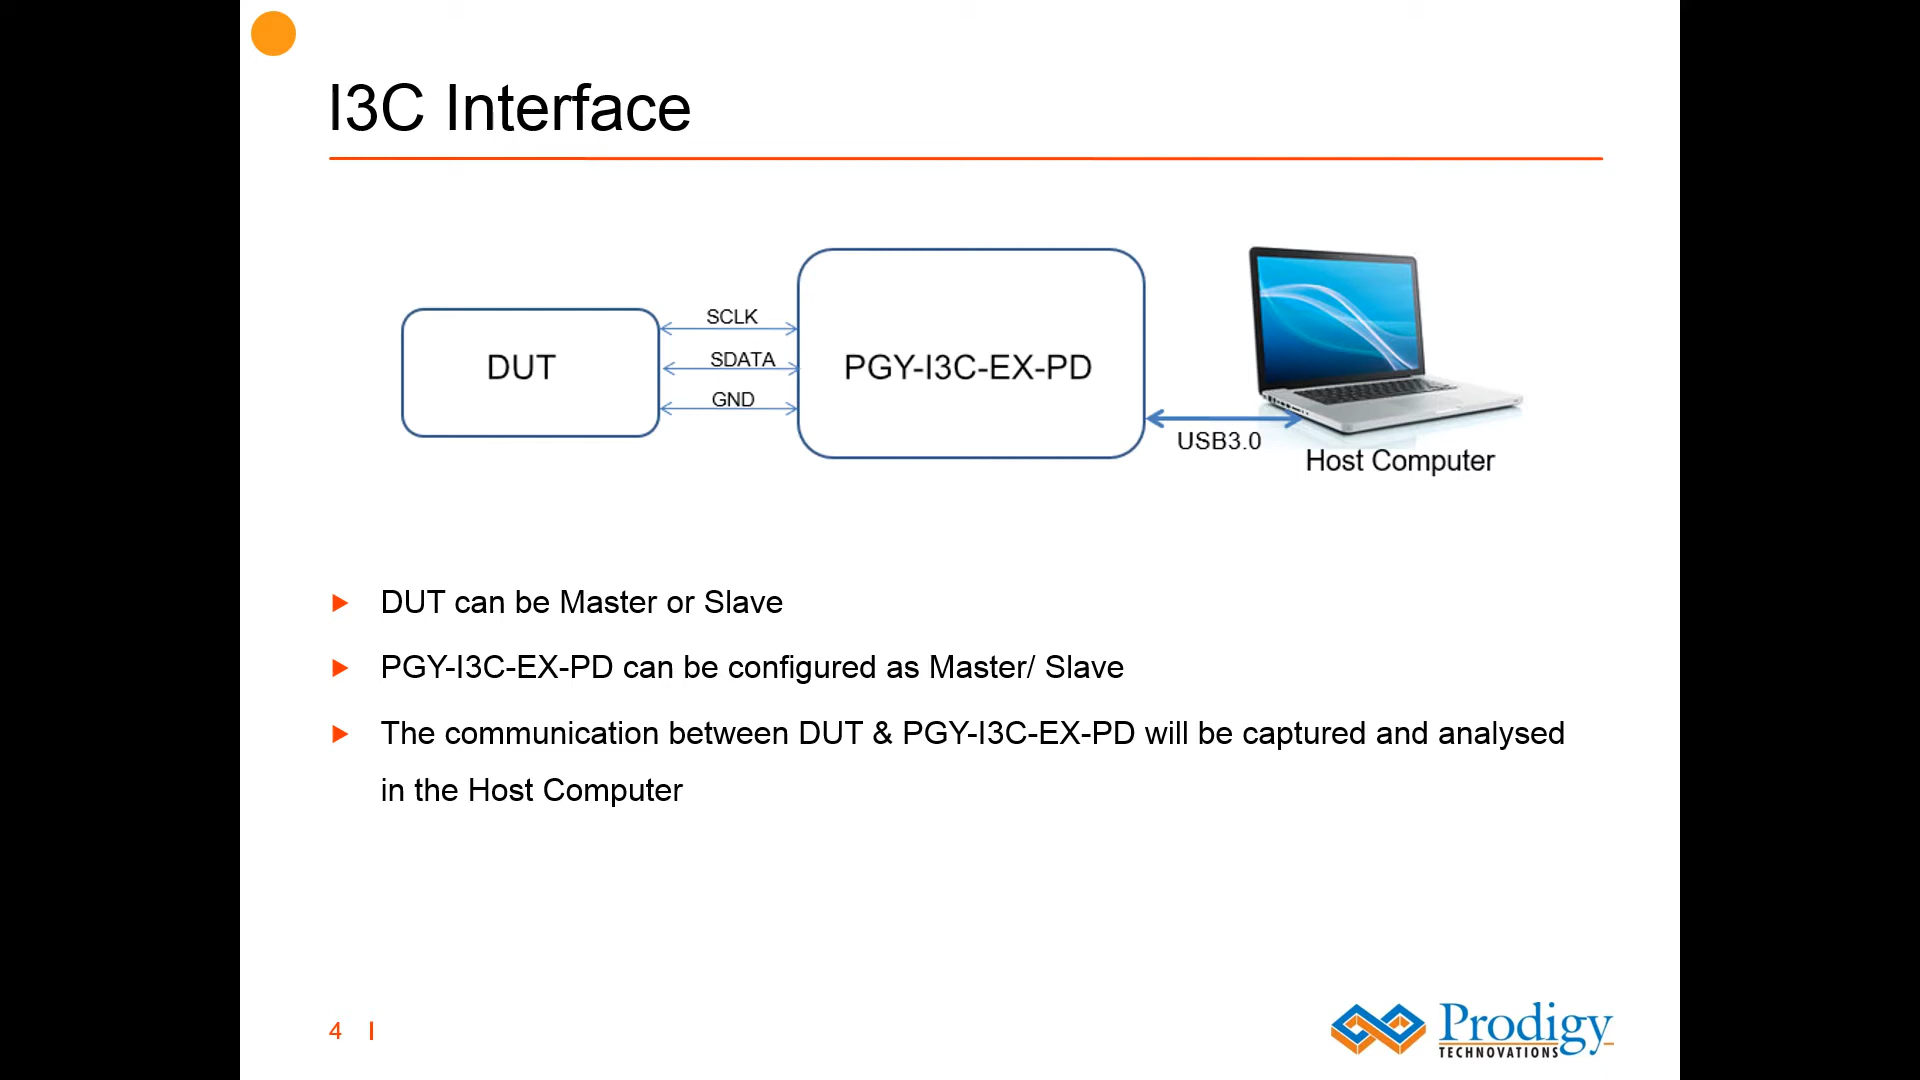 I3C Interface
SCLK
SDATA
GND
DUT
PGY-I3C-EX-PD
USB3.0
Host Computer
DUT can be Master or Slave
PGY-I3C-EX-PD can be configured as Master/ Slave
The communication between DUT & PGY-I3C-EX-PD will be captured and analysed
in the Host Computer
4 I
Prodigy
TECHNOVATIONS